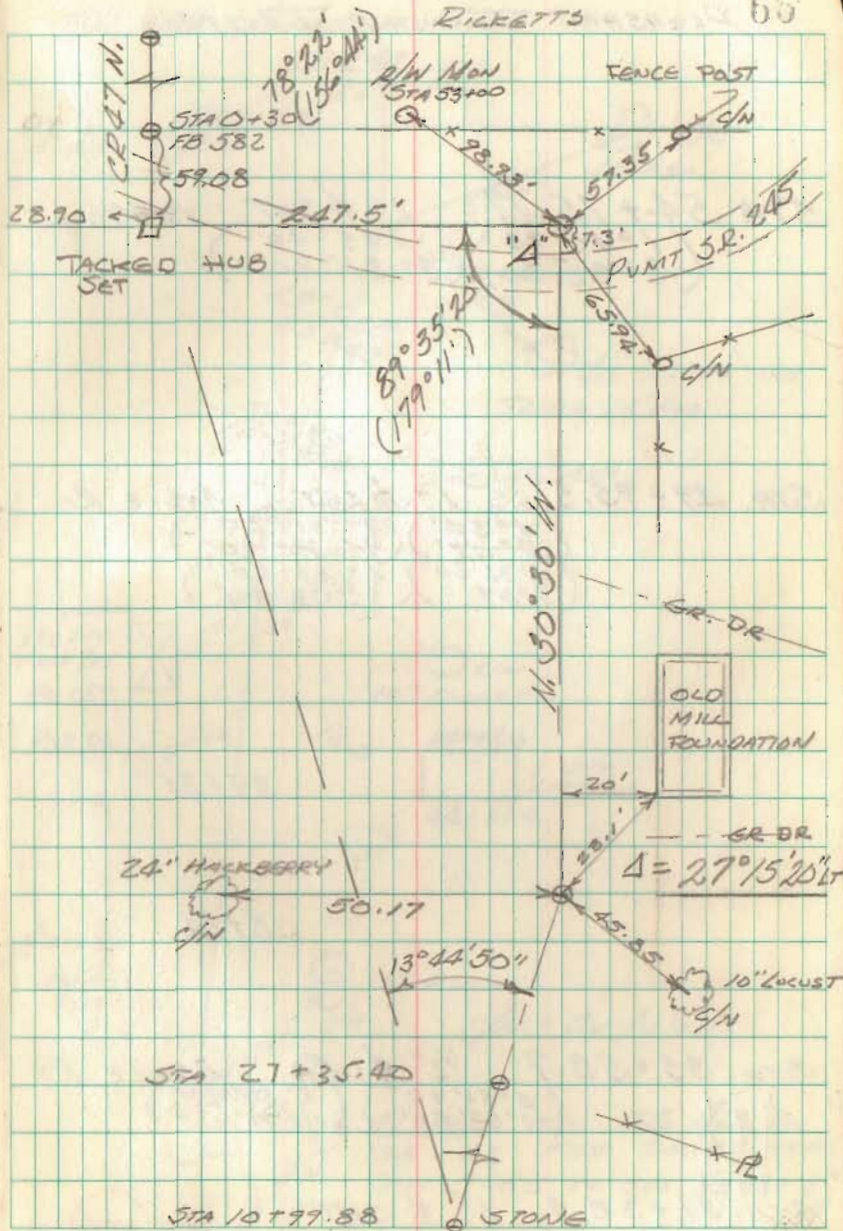 RICKETTS
CR 47 N.
78° 22'
(156° 44')
R/W MON
STA 53+00
FENCE POST
C/N
STA 0+30
FB 582
59.08
98.93'
57.35
28.90
247.5'
"A"
7.3'
PVMT S.R. 245
TACKED HUB
SET
65.94'
C/N
89° 35' 20"
(179° 11')
N. 30° 30' W.
GR. DR
OLD
MILL
FOUNDATION
20'
28.1'
GR DR
Δ = 27° 15' 20" LT
24" HACKBERRY
C/N
50.17
45.85
13° 44' 50"
10" LOCUST
C/N
STA 27+35.40
STA 10+99.88
STONE